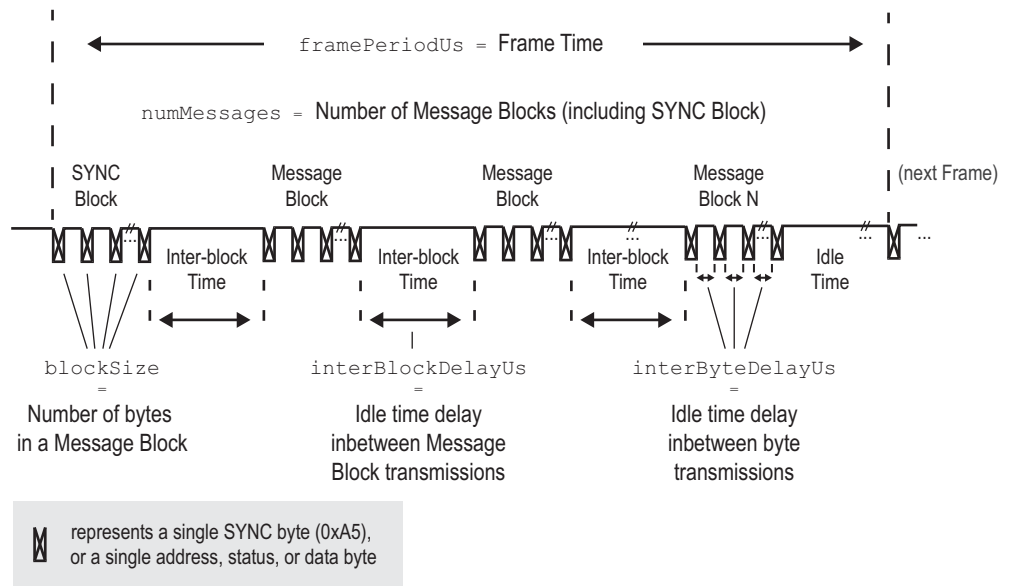 framePeriodUs = Frame Time
numMessages = Number of Message Blocks (including SYNC Block)
SYNC
Block
Message
Block
Message
Block
Message
Block N
(next Frame)
...
...
...
...
...
...
...
Inter-block
Time
Inter-block
Time
Inter-block
Time
Idle
Time
blockSize
=
Number of bytes
in a Message Block
interBlockDelayUs
=
Idle time delay
inbetween Message
Block transmissions
interByteDelayUs
=
Idle time delay
inbetween byte
transmissions
represents a single SYNC byte (0xA5),
or a single address, status, or data byte